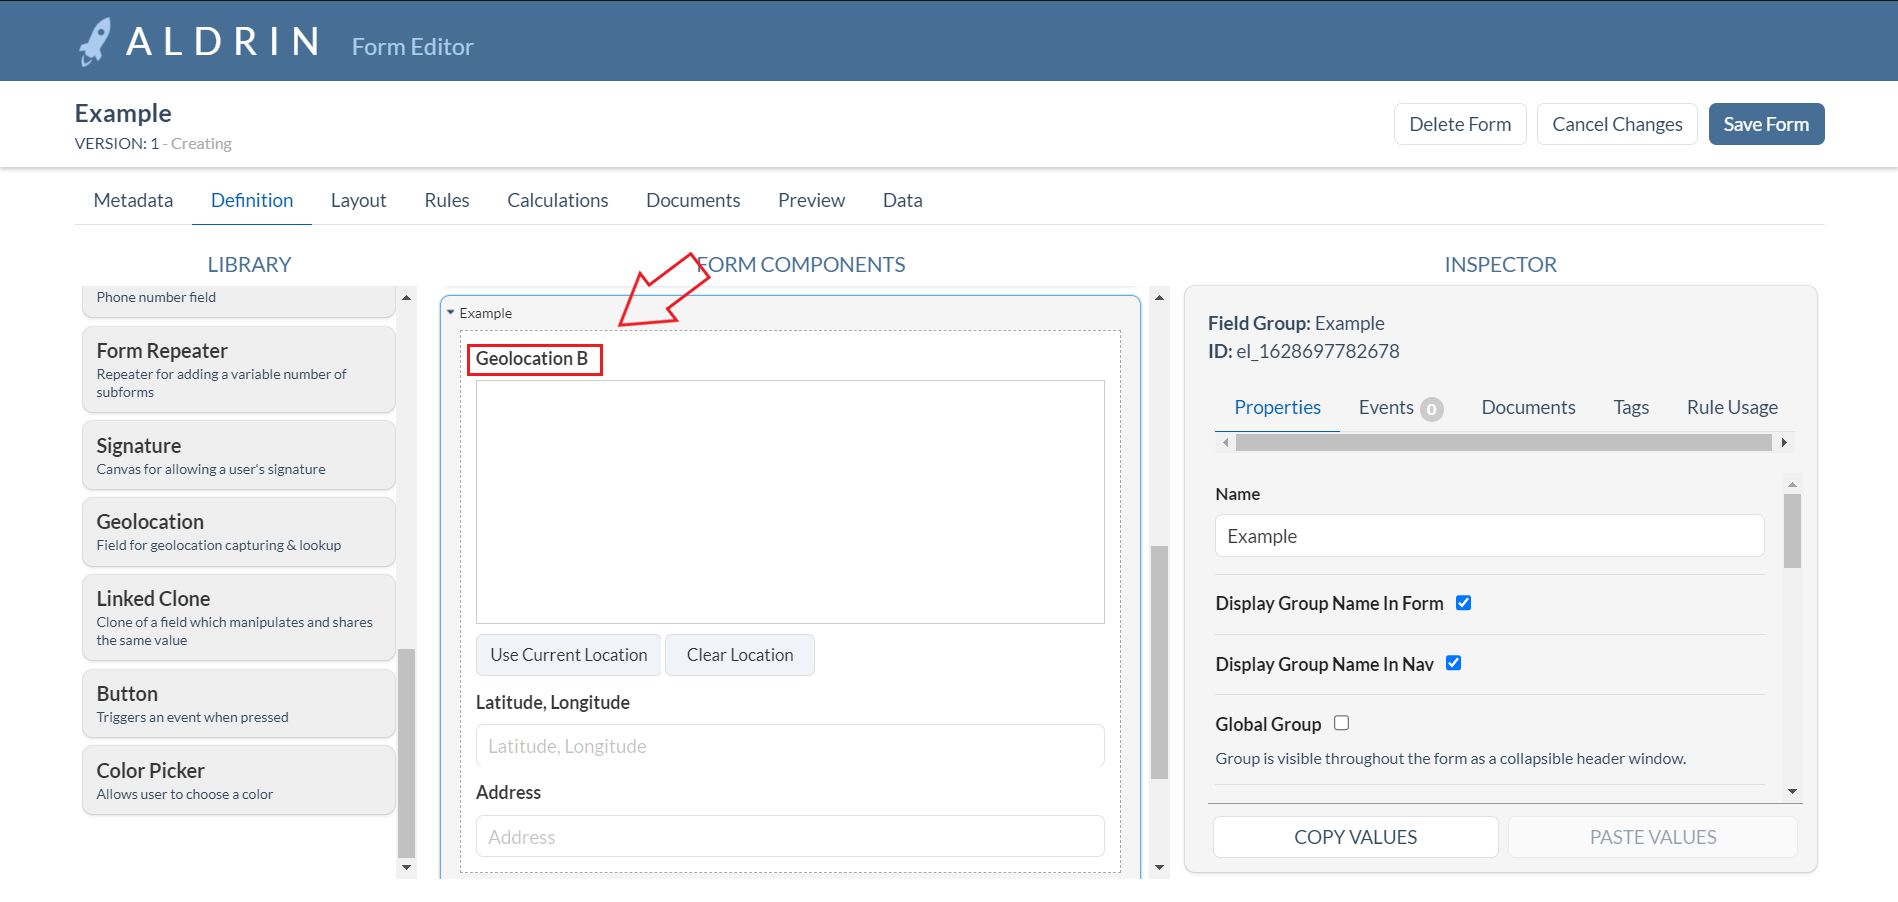 ALDRIN Form Editor
Example
VERSION: 1 - Creating
Delete Form
Cancel Changes
Save Form
Metadata
Definition
Layout
Rules
Calculations
Documents
Preview
Data
LIBRARY
Phone number field
Form Repeater
Repeater for adding a variable number of
subforms
Signature
Canvas for allowing a user's signature
Geolocation
Field for geolocation capturing & lookup
Linked Clone
Clone of a field which manipulates and shares
the same value
Button
Triggers an event when pressed
Color Picker
Allows user to choose a color
FORM COMPONENTS
Example
Geolocation B
Use Current Location
Clear Location
Latitude, Longitude
Latitude, Longitude
Address
Address
INSPECTOR
Field Group: Example
ID: el_1628697782678
Properties
Events 0
Documents
Tags
Rule Usage
Name
Example
Display Group Name In Form
Display Group Name In Nav
Global Group
Group is visible throughout the form as a collapsible header window.
COPY VALUES
PASTE VALUES